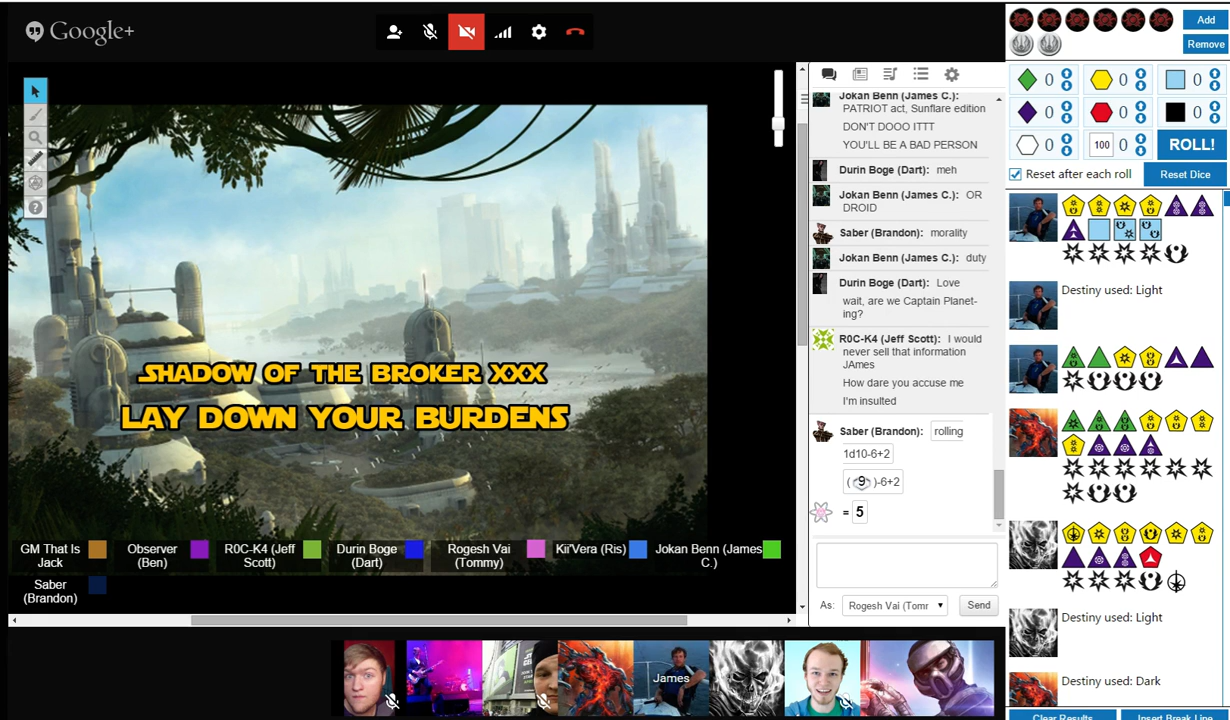 Google+
SHADOW OF THE BROKER XXX
LAY DOWN YOUR BURDENS
GM That Is
Jack
Observer
(Ben)
R0C-K4 (Jeff
Scott)
Durin Boge
(Dart)
Rogesh Vai
(Tommy)
Kii'Vera (Ris)
Jokan Benn (James
C.)
Saber
(Brandon)
James
Jokan Benn (James C.):
PATRIOT act, Sunflare edition
DON'T DOOO ITTT
YOU'LL BE A BAD PERSON
Durin Boge (Dart): meh
Jokan Benn (James C.): OR
DROID
Saber (Brandon): morality
Jokan Benn (James C.): duty
Durin Boge (Dart): Love
wait, are we Captain Planet-
ing?
R0C-K4 (Jeff Scott): I would
never sell that information
JAmes
How dare you accuse me
I'm insulted
Saber (Brandon): rolling
1d10-6+2
(9)-6+2
= 5
As: Rogesh Vai (Tomr
Send
Add
Remove
0 0 0
0 0 0
0 100 0 ROLL!
Reset after each roll
Reset Dice
Destiny used: Light
Destiny used: Light
Destiny used: Dark
Clear Results
Insert Break Line